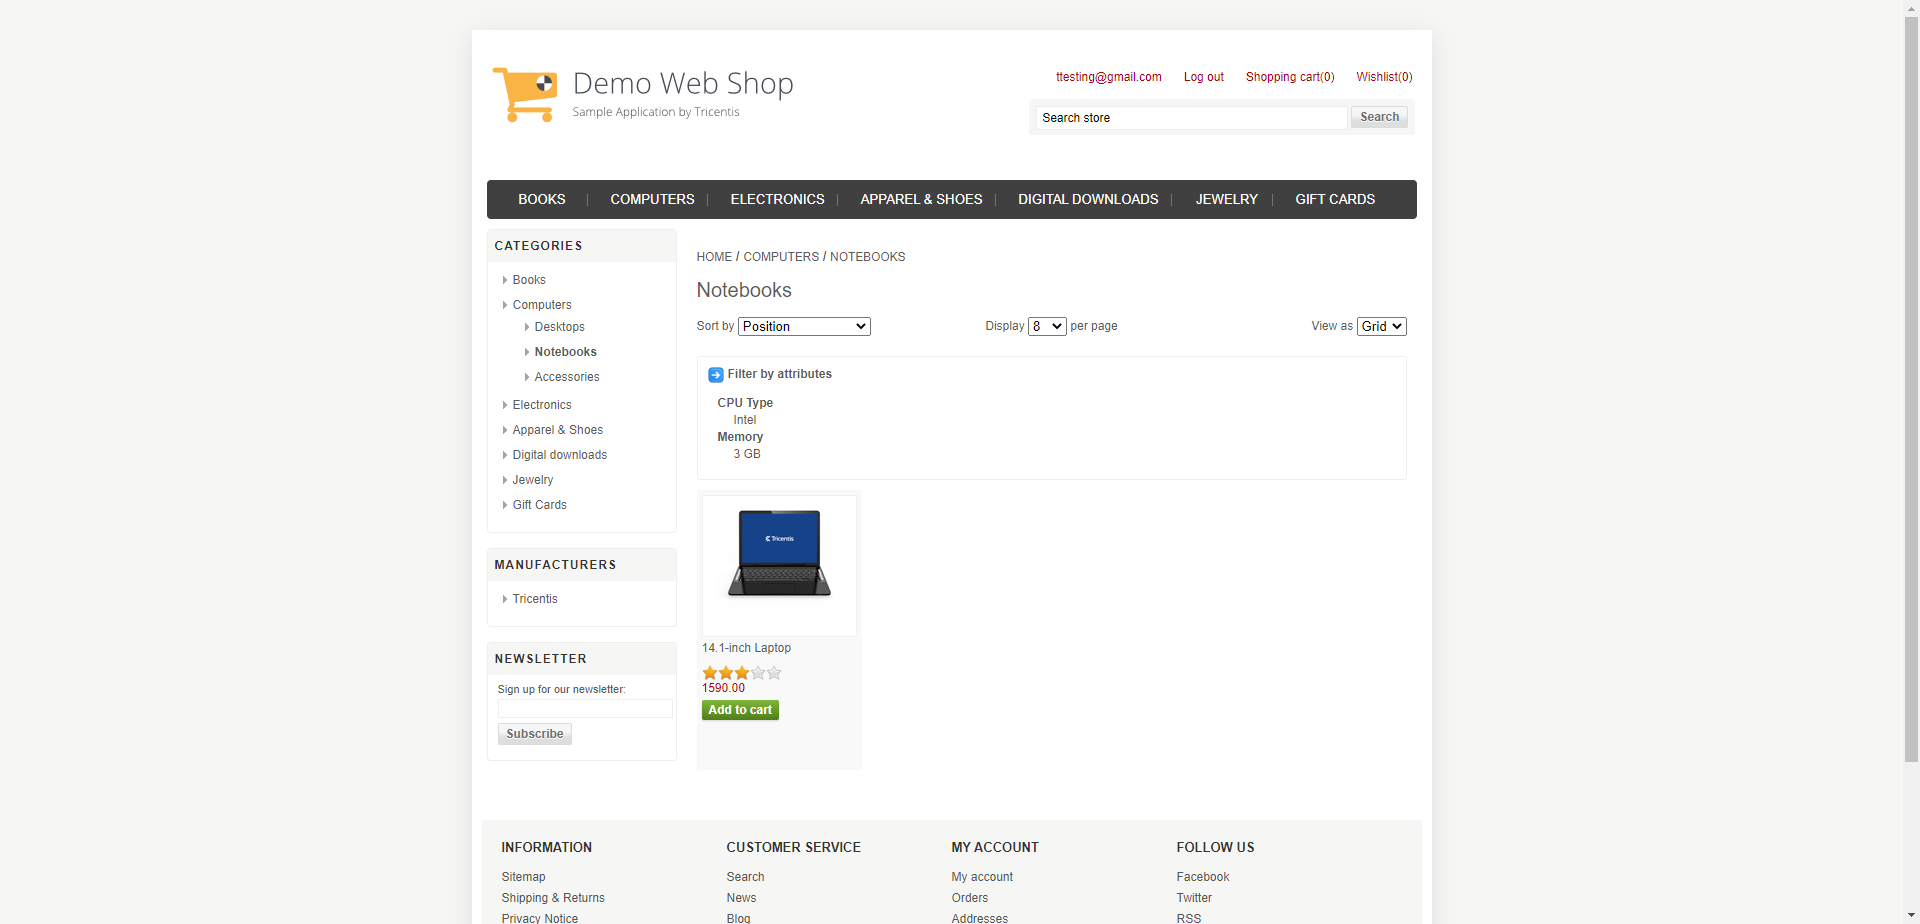 Demo Web Shop
Sample Application by Tricentis
ttesting@gmail.com Log out Shopping cart(0) Wishlist(0)
Search store Search
BOOKS COMPUTERS ELECTRONICS APPAREL & SHOES DIGITAL DOWNLOADS JEWELRY GIFT CARDS
CATEGORIES
Books
Computers
Desktops
Notebooks
Accessories
Electronics
Apparel & Shoes
Digital downloads
Jewelry
Gift Cards
MANUFACTURERS
Tricentis
NEWSLETTER
Sign up for our newsletter:
Subscribe
HOME / COMPUTERS / NOTEBOOKS
Notebooks
Sort by Position Display 8 per page View as Grid
Filter by attributes
CPU Type
Intel
Memory
3 GB
Tricentis
14.1-inch Laptop
1590.00
Add to cart
INFORMATION
Sitemap
Shipping & Returns
Privacy Notice
CUSTOMER SERVICE
Search
News
Blog
MY ACCOUNT
My account
Orders
Addresses
FOLLOW US
Facebook
Twitter
RSS